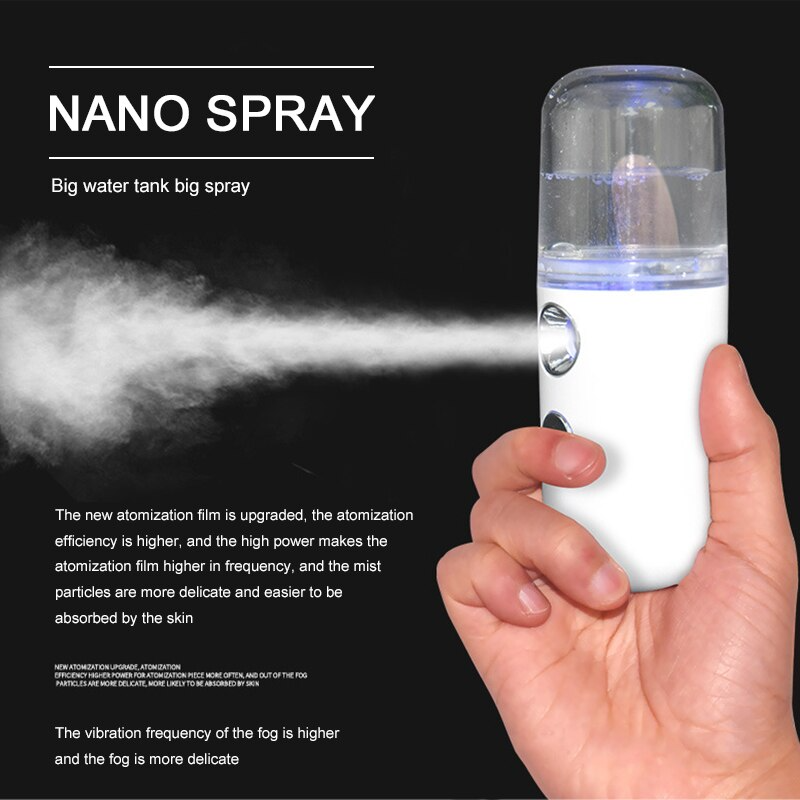 NANO SPRAY
Big water tank big spray
The new atomization film is upgraded, the atomization
efficiency is higher, and the high power makes the
atomization film higher in frequency, and the mist
particles are more delicate and easier to be
absorbed by the skin
NEW ATOMIZATION UPGRADE, ATOMIZATION
EFFICIENCY HIGHER POWER FOR ATOMIZATION PIECE MORE OFTEN, AND OUT OF THE FOG
PARTICLES ARE MORE DELICATE, MORE LIKELY TO BE ABSORBED BY SKIN
The vibration frequency of the fog is higher
and the fog is more delicate